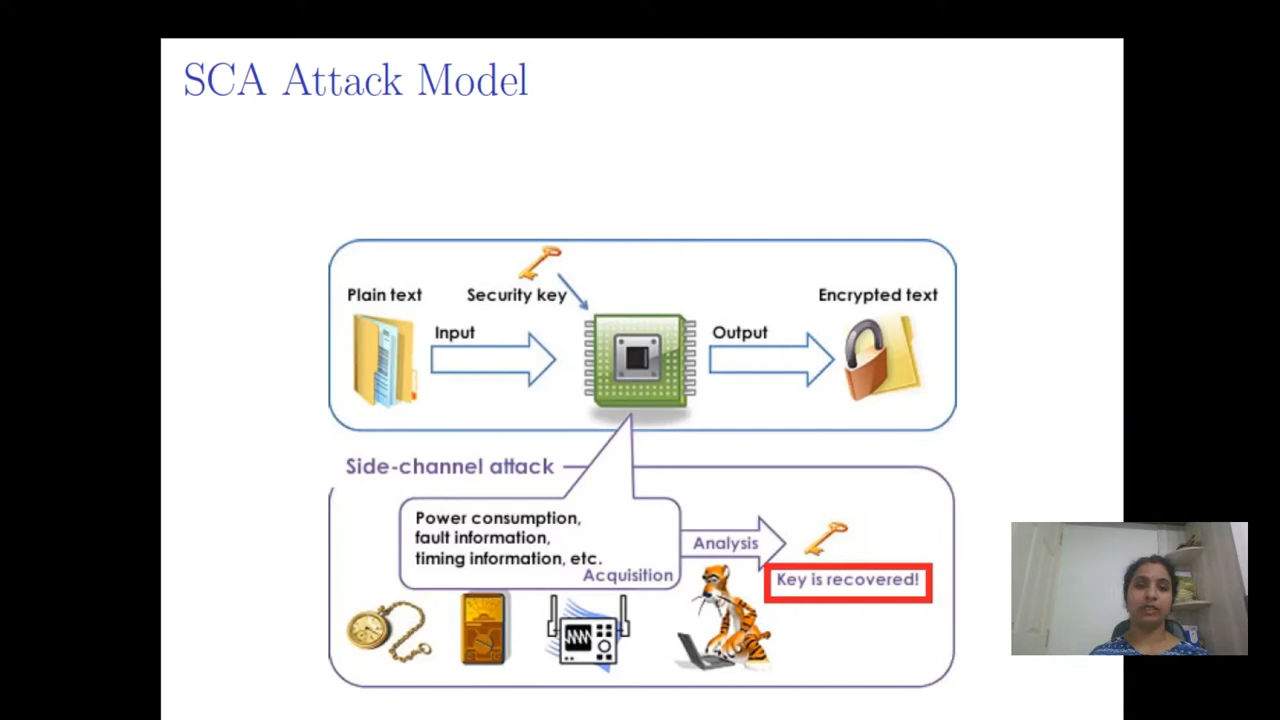 SCA Attack Model
Plain text
Security key
Encrypted text
Input
Output
Side-channel attack
Power consumption,
fault information,
timing information, etc.
Acquisition
Analysis
Key is recovered!